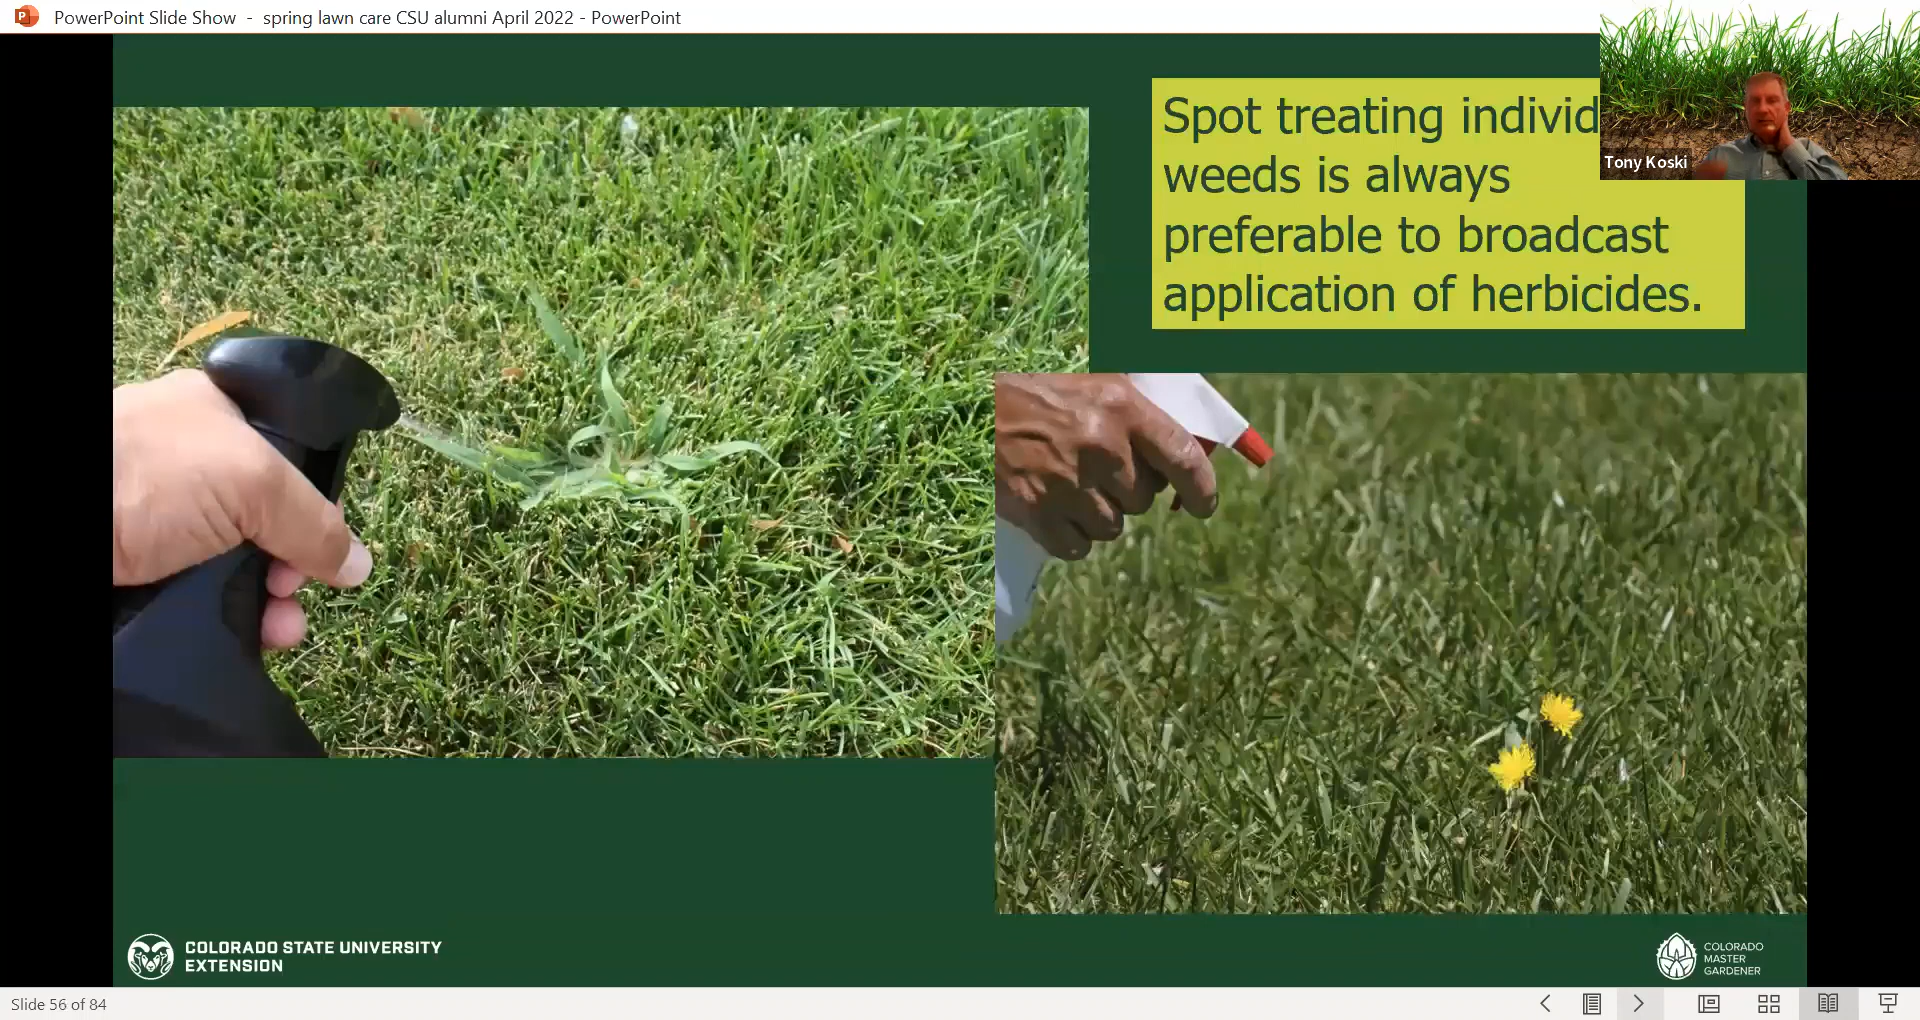 PowerPoint Slide Show - spring lawn care CSU alumni April 2022 - PowerPoint
Spot treating individ
weeds is always
preferable to broadcast
application of herbicides.
Tony Koski
COLORADO STATE UNIVERSITY
EXTENSION
COLORADO
MASTER
GARDENER
Slide 56 of 84